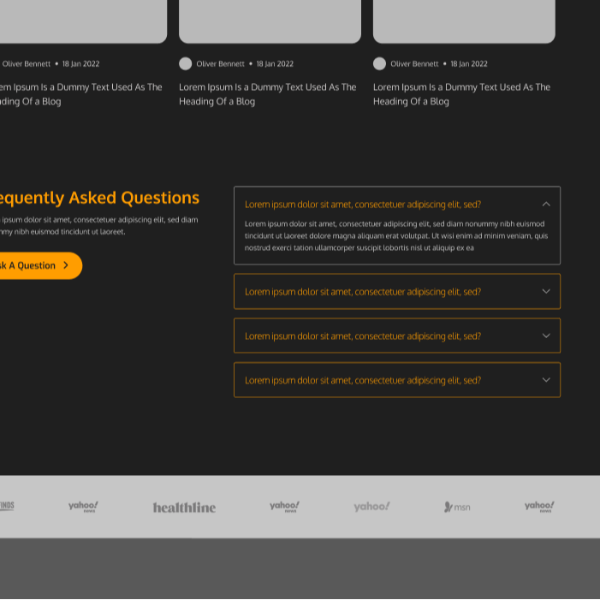 Oliver Bennett • 18 Jan 2022
Oliver Bennett • 18 Jan 2022
Oliver Bennett • 18 Jan 2022
em Ipsum Is a Dummy Text Used As The
ding Of a Blog
Lorem Ipsum Is a Dummy Text Used As The
Heading Of a Blog
Lorem Ipsum Is a Dummy Text Used As The
Heading Of a Blog
equently Asked Questions
ipsum dolor sit amet, consectetuer adipiscing elit, sed diam
my nibh euismod tincidunt ut laoreet.
sk A Question
Lorem ipsum dolor sit amet, consectetuer adipiscing elit, sed?
Lorem ipsum dolor sit amet, consectetuer adipiscing elit, sed diam nonummy nibh euismod
tincidunt ut laoreet dolore magna aliquam erat volutpat. Ut wisi enim ad minim veniam, quis
nostrud exerci tation ullamcorper suscipit lobortis nisl ut aliquip ex ea
Lorem ipsum dolor sit amet, consectetuer adipiscing elit, sed?
Lorem ipsum dolor sit amet, consectetuer adipiscing elit, sed?
Lorem ipsum dolor sit amet, consectetuer adipiscing elit, sed?
yahoo! healthline yahoo! yahoo! msn yahoo!